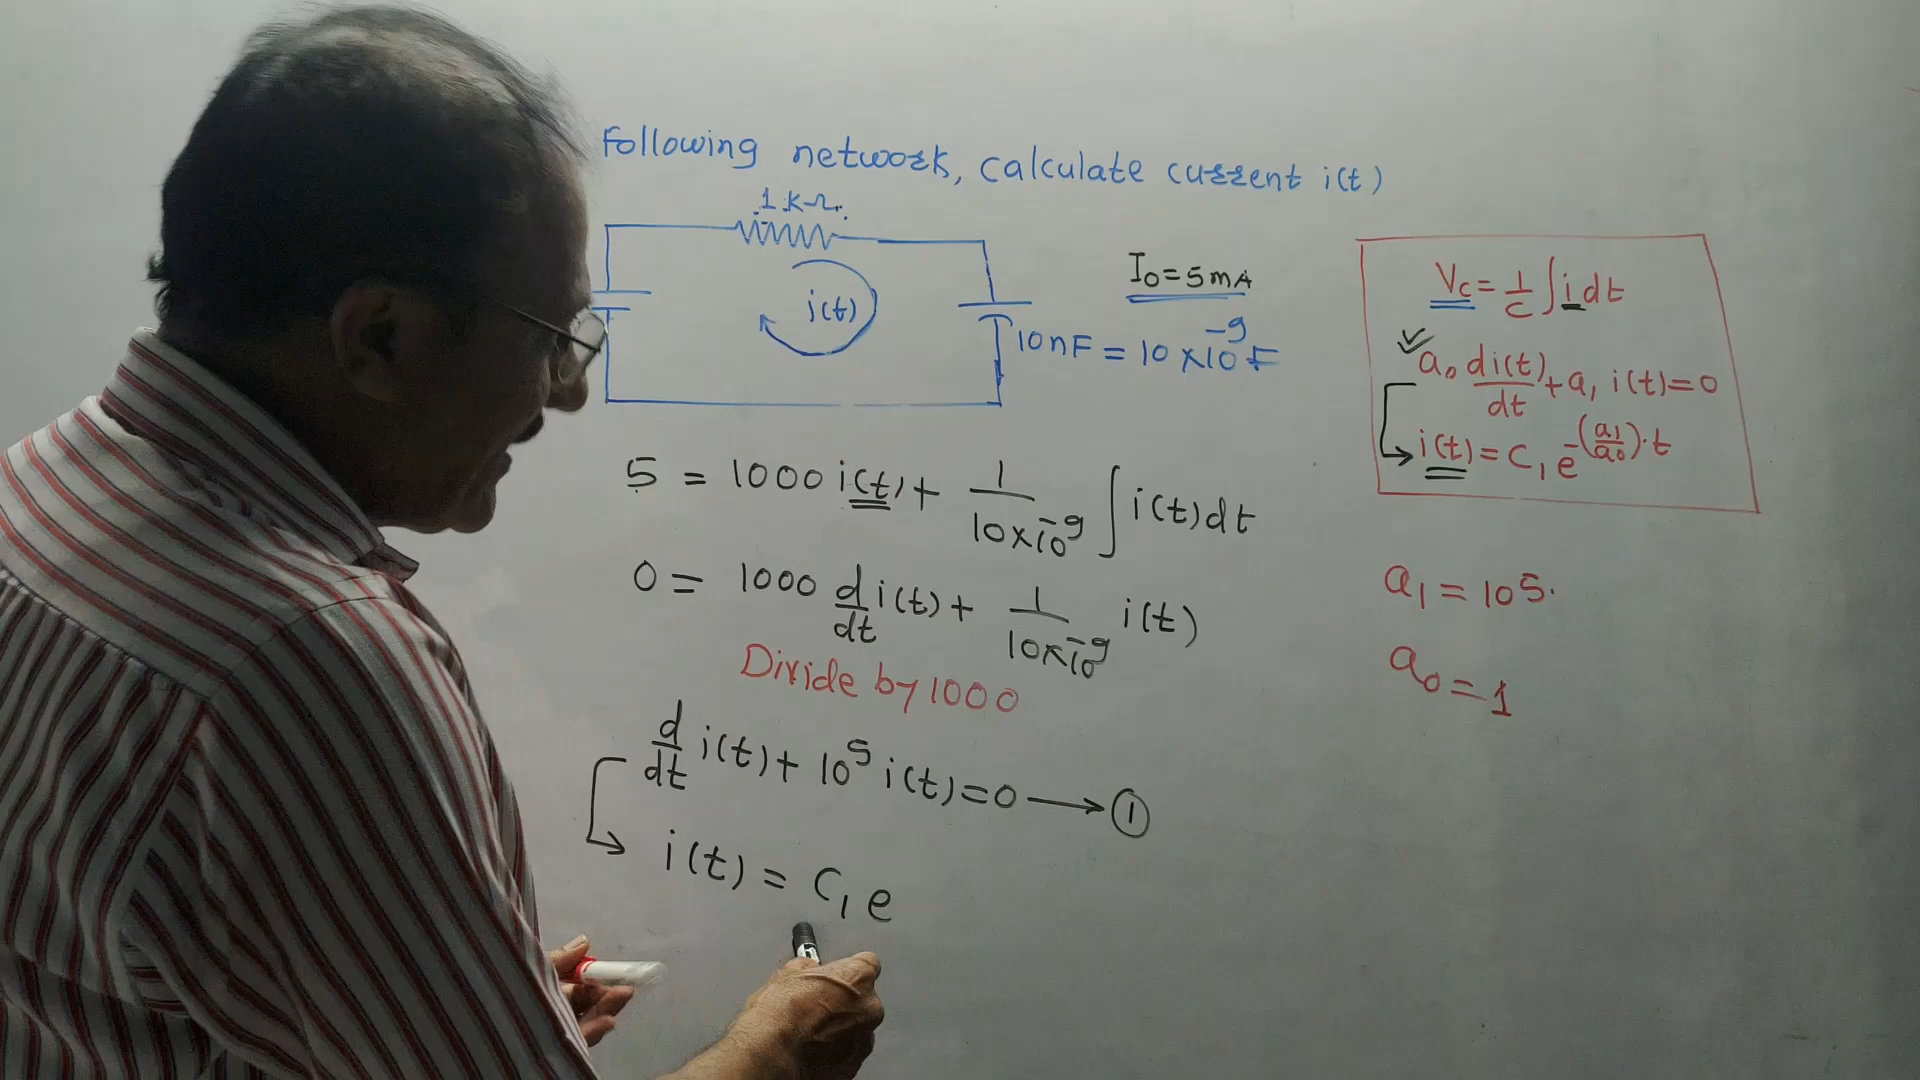 Following network, calculate current i(t)
1 kΩ
i(t)
I0 = 5mA
10nF = 10 × 10^-9 F
Vc = 1/C ∫ i dt
a0 di(t)/dt + a1 i(t) = 0
i(t) = C1 e^-(a1/a0)·t
5 = 1000 i(t) + 1/(10×10^-9) ∫ i(t) dt
0 = 1000 d/dt i(t) + 1/(10×10^-9) i(t)
a1 = 10^5.
a0 = 1
Divide by 1000
d/dt i(t) + 10^5 i(t) = 0 → ①
i(t) = C1 e